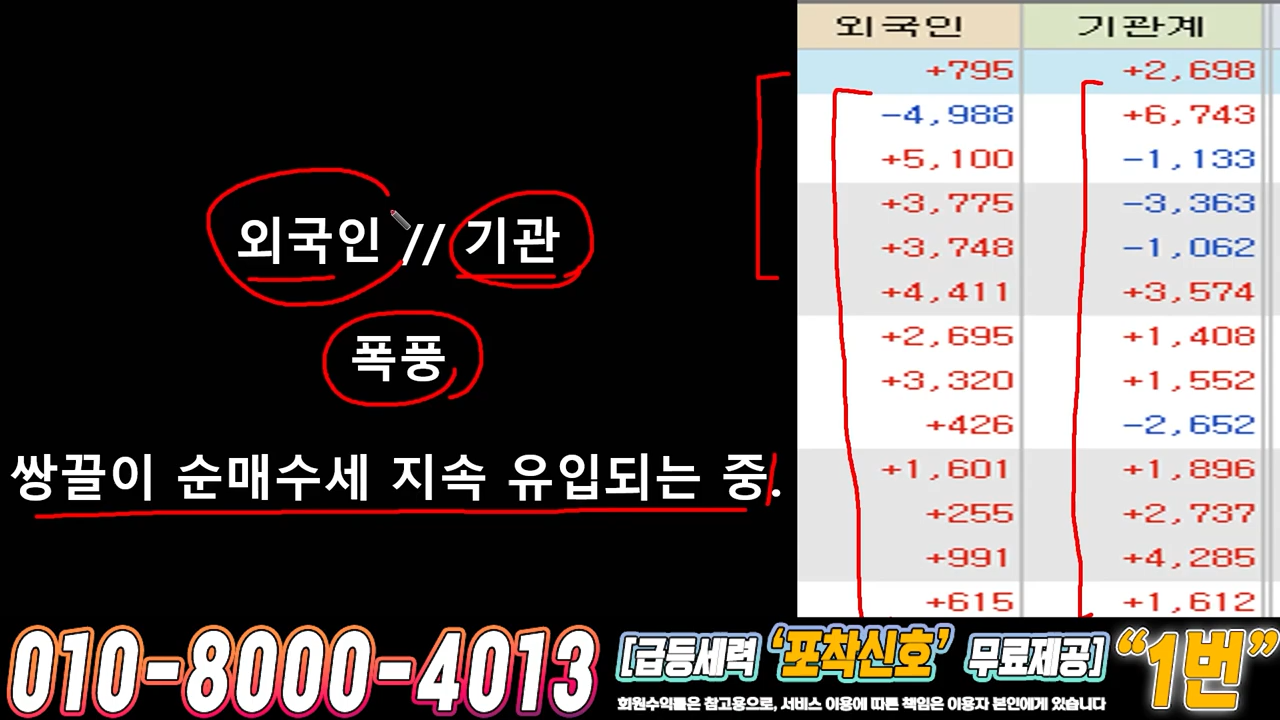 외국인 // 기관
폭풍
쌍끌이 순매수세 지속 유입되는 중.
외국인 기관계
+795 +2,698
-4,988 +6,743
+5,100 -1,133
+3,775 -3,363
+3,748 -1,062
+4,411 +3,574
+2,695 +1,408
+3,320 +1,552
+426 -2,652
+1,601 +1,896
+255 +2,737
+991 +4,285
+615 +1,612
010-8000-4013 [급등세력 ‘포착신호’ 무료제공] “1번”
회원수익률은 참고용으로, 서비스 이용에 따른 책임은 이용자 본인에게 있습니다